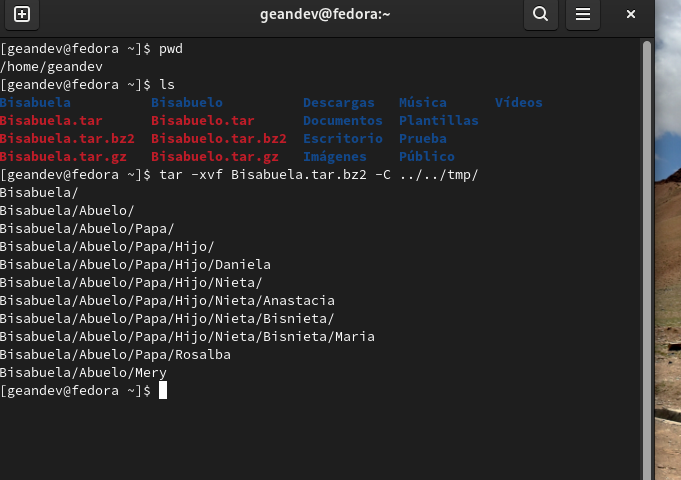 geandev@fedora:~
[geandev@fedora ~]$ pwd
/home/geandev
[geandev@fedora ~]$ ls
Bisabuela Bisabuelo Descargas Música Vídeos
Bisabuela.tar Bisabuelo.tar Documentos Plantillas
Bisabuela.tar.bz2 Bisabuelo.tar.bz2 Escritorio Prueba
Bisabuela.tar.gz Bisabuelo.tar.gz Imágenes Público
[geandev@fedora ~]$ tar -xvf Bisabuela.tar.bz2 -C ../../tmp/
Bisabuela/
Bisabuela/Abuelo/
Bisabuela/Abuelo/Papa/
Bisabuela/Abuelo/Papa/Hijo/
Bisabuela/Abuelo/Papa/Hijo/Daniela
Bisabuela/Abuelo/Papa/Hijo/Nieta/
Bisabuela/Abuelo/Papa/Hijo/Nieta/Anastacia
Bisabuela/Abuelo/Papa/Hijo/Nieta/Bisnieta/
Bisabuela/Abuelo/Papa/Hijo/Nieta/Bisnieta/Maria
Bisabuela/Abuelo/Papa/Rosalba
Bisabuela/Abuelo/Mery
[geandev@fedora ~]$